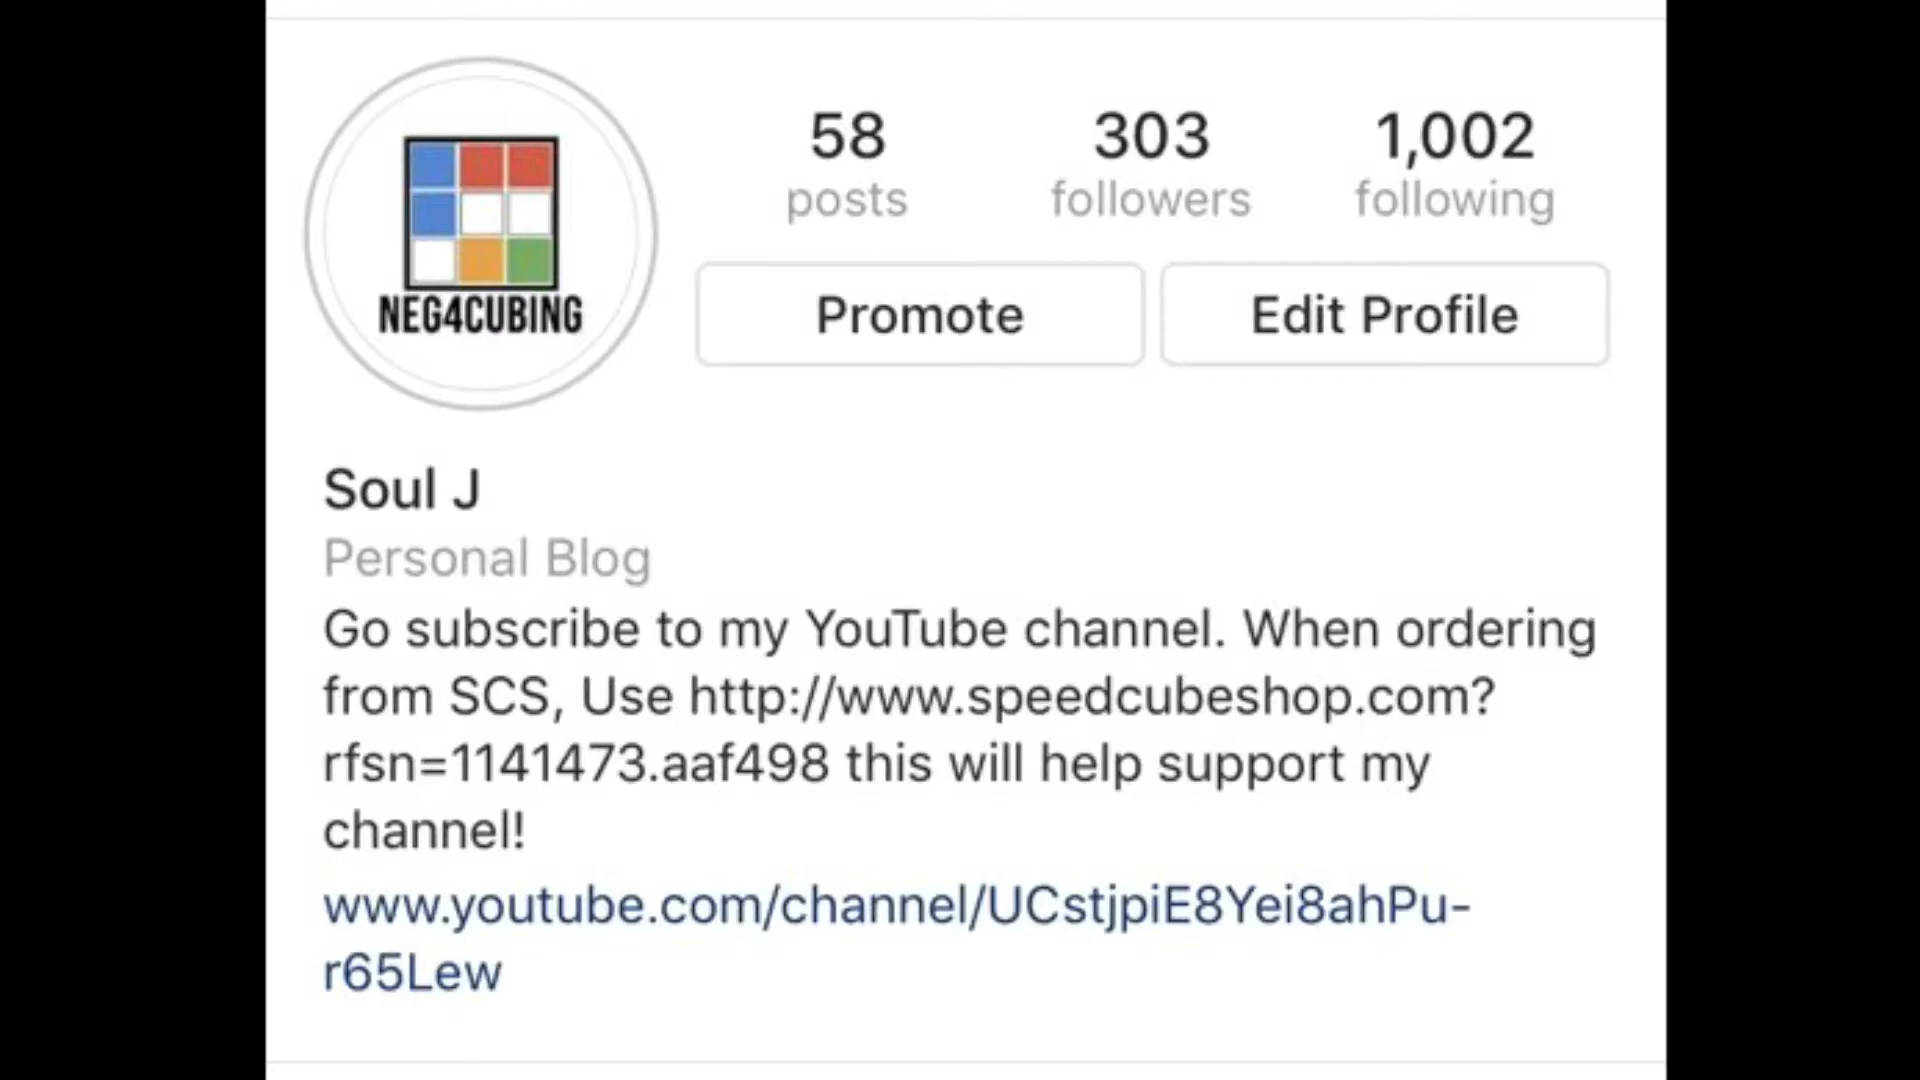 58 303 1,002
posts followers following
Promote Edit Profile
NEG4CUBING
Soul J
Personal Blog
Go subscribe to my YouTube channel. When ordering
from SCS, Use http://www.speedcubeshop.com?
rfsn=1141473.aaf498 this will help support my
channel!
www.youtube.com/channel/UCstjpiE8Yei8ahPu-
r65Lew